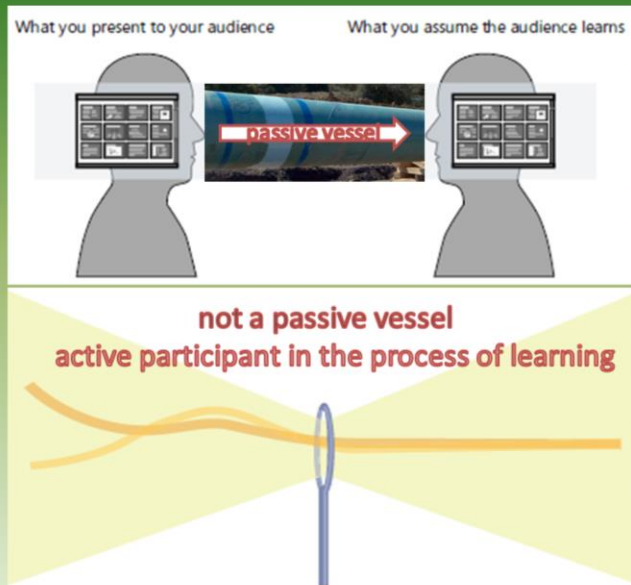 What you present to your audience
What you assume the audience learns
passive vessel
not a passive vessel
active participant in the process of learning